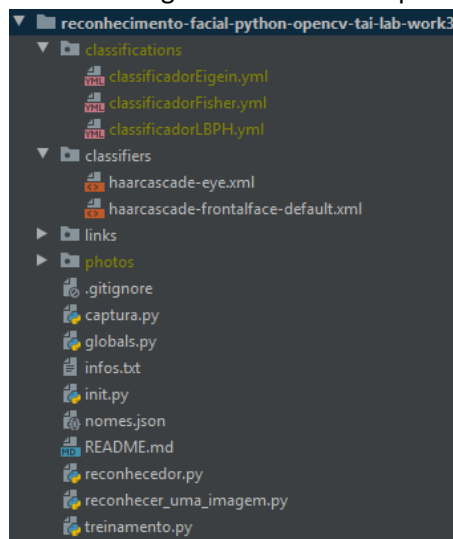 reconhecimento-facial-python-opencv-tai-lab-work3
classifications
classificadorEigein.yml
classificadorFisher.yml
classificadorLBPH.yml
classifiers
haarcascade-eye.xml
haarcascade-frontalface-default.xml
links
photos
.gitignore
captura.py
globals.py
infos.txt
init.py
nomes.json
README.md
reconhecedor.py
reconhecer_uma_imagem.py
treinamento.py